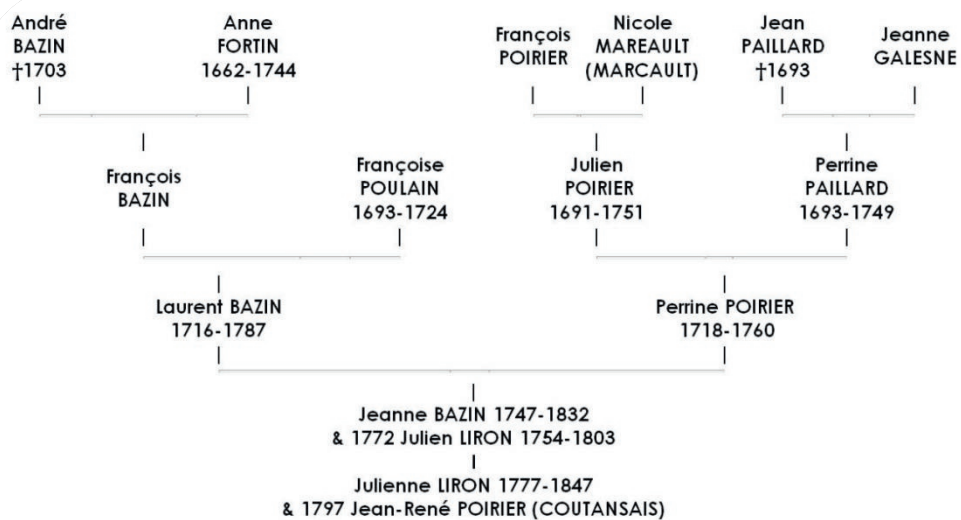 André
BAZIN
†1703
Anne
FORTIN
1662-1744
François
POIRIER
Nicole
MAREAULT
(MARCAULT)
Jean
PAILLARD
†1693
Jeanne
GALESNE
François
BAZIN
Françoise
POULAIN
1693-1724
Julien
POIRIER
1691-1751
Perrine
PAILLARD
1693-1749
Laurent BAZIN
1716-1787
Perrine POIRIER
1718-1760
Jeanne BAZIN 1747-1832
& 1772 Julien LIRON 1754-1803
Julienne LIRON 1777-1847
& 1797 Jean-René POIRIER (COUTANSAIS)